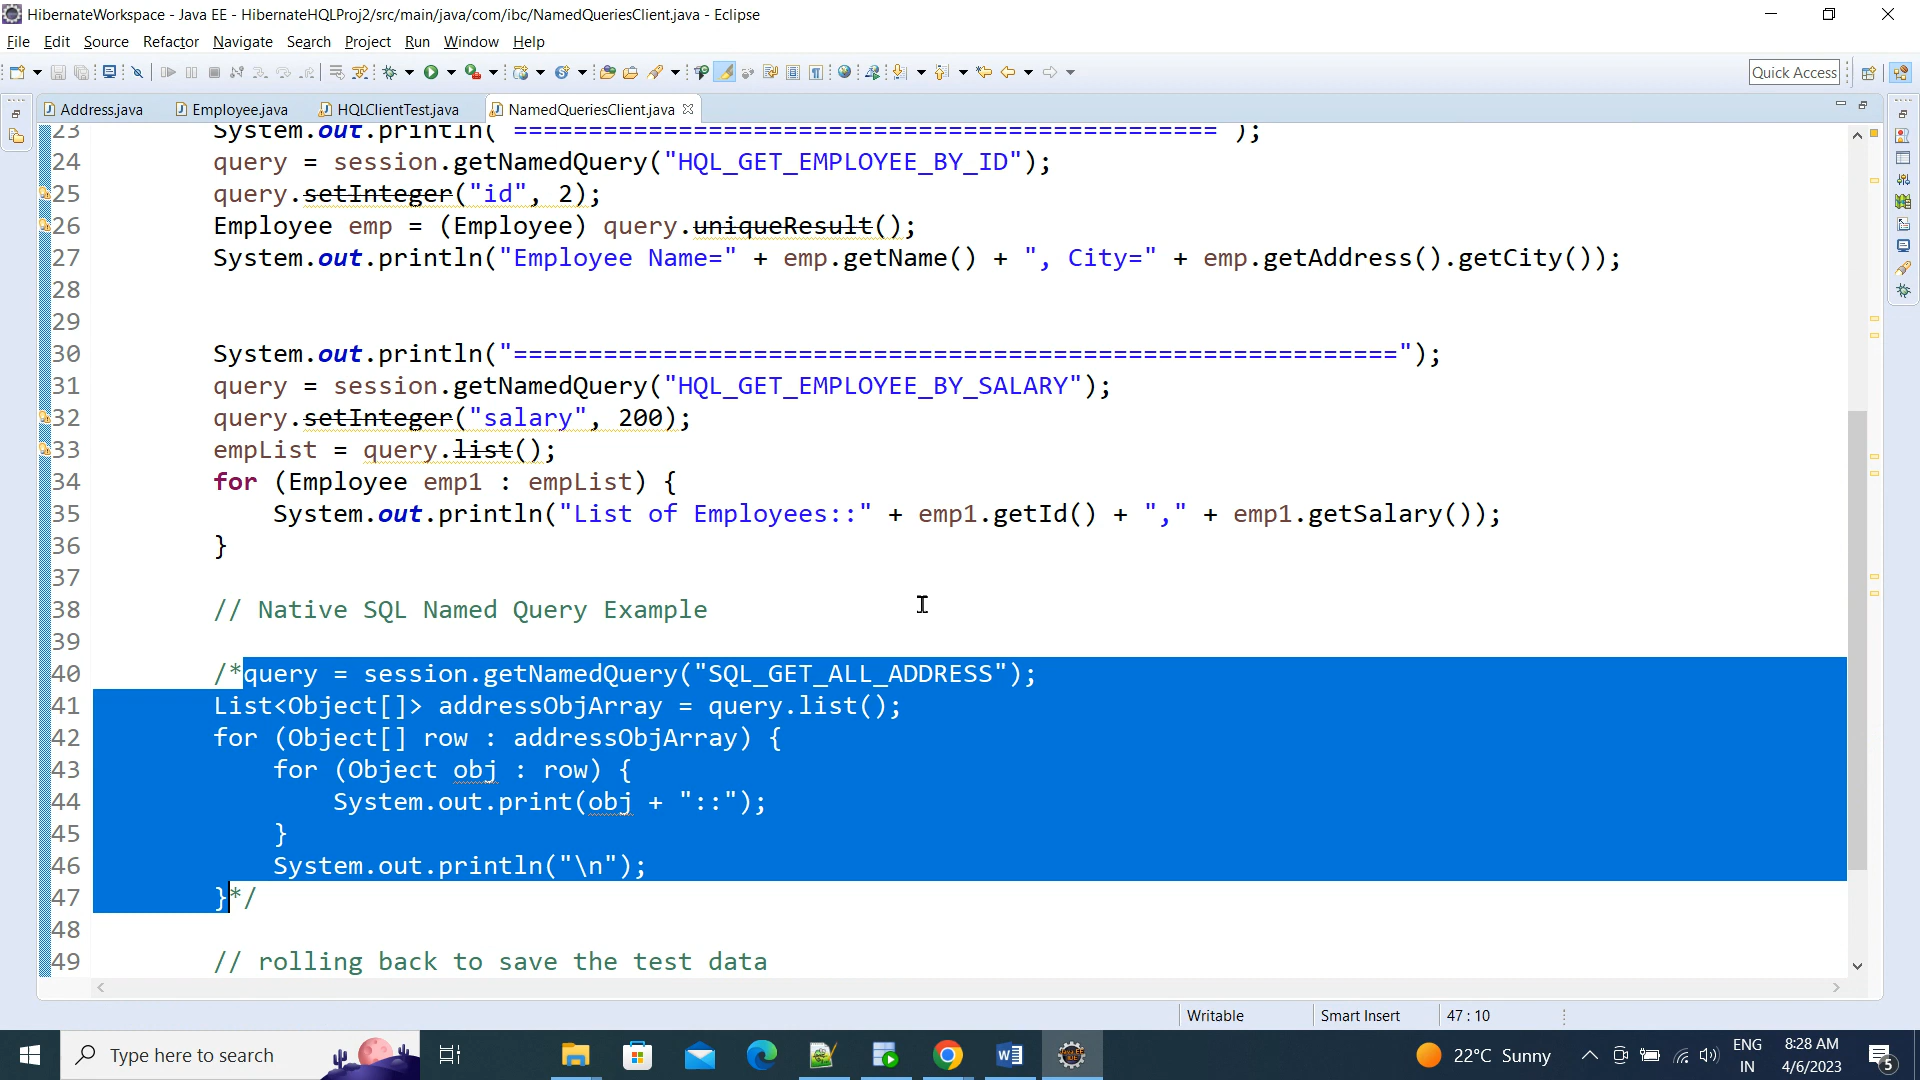 HibernateWorkspace - Java EE - HibernateHQLProj2/src/main/java/com/ibc/NamedQueriesClient.java - Eclipse
File Edit Source Refactor Navigate Search Project Run Window Help
Quick Access
Address.java Employee.java HQLClientTest.java NamedQueriesClient.java
23 System.out.println("===============================================");
24 query = session.getNamedQuery("HQL_GET_EMPLOYEE_BY_ID");
25 query.setInteger("id", 2);
26 Employee emp = (Employee) query.uniqueResult();
27 System.out.println("Employee Name=" + emp.getName() + ", City=" + emp.getAddress().getCity());
28
29
30 System.out.println("===========================================================");
31 query = session.getNamedQuery("HQL_GET_EMPLOYEE_BY_SALARY");
32 query.setInteger("salary", 200);
33 empList = query.list();
34 for (Employee emp1 : empList) {
35 System.out.println("List of Employees::" + emp1.getId() + "," + emp1.getSalary());
36 }
37
38 // Native SQL Named Query Example
39
40 /*query = session.getNamedQuery("SQL_GET_ALL_ADDRESS");
41 List<Object[]> addressObjArray = query.list();
42 for (Object[] row : addressObjArray) {
43 for (Object obj : row) {
44 System.out.print(obj + "::");
45 }
46 System.out.println("\n");
47 }*/
48
49 // rolling back to save the test data
Writable Smart Insert 47 : 10
Type here to search
22°C Sunny
ENG
IN
8:28 AM
4/6/2023
5